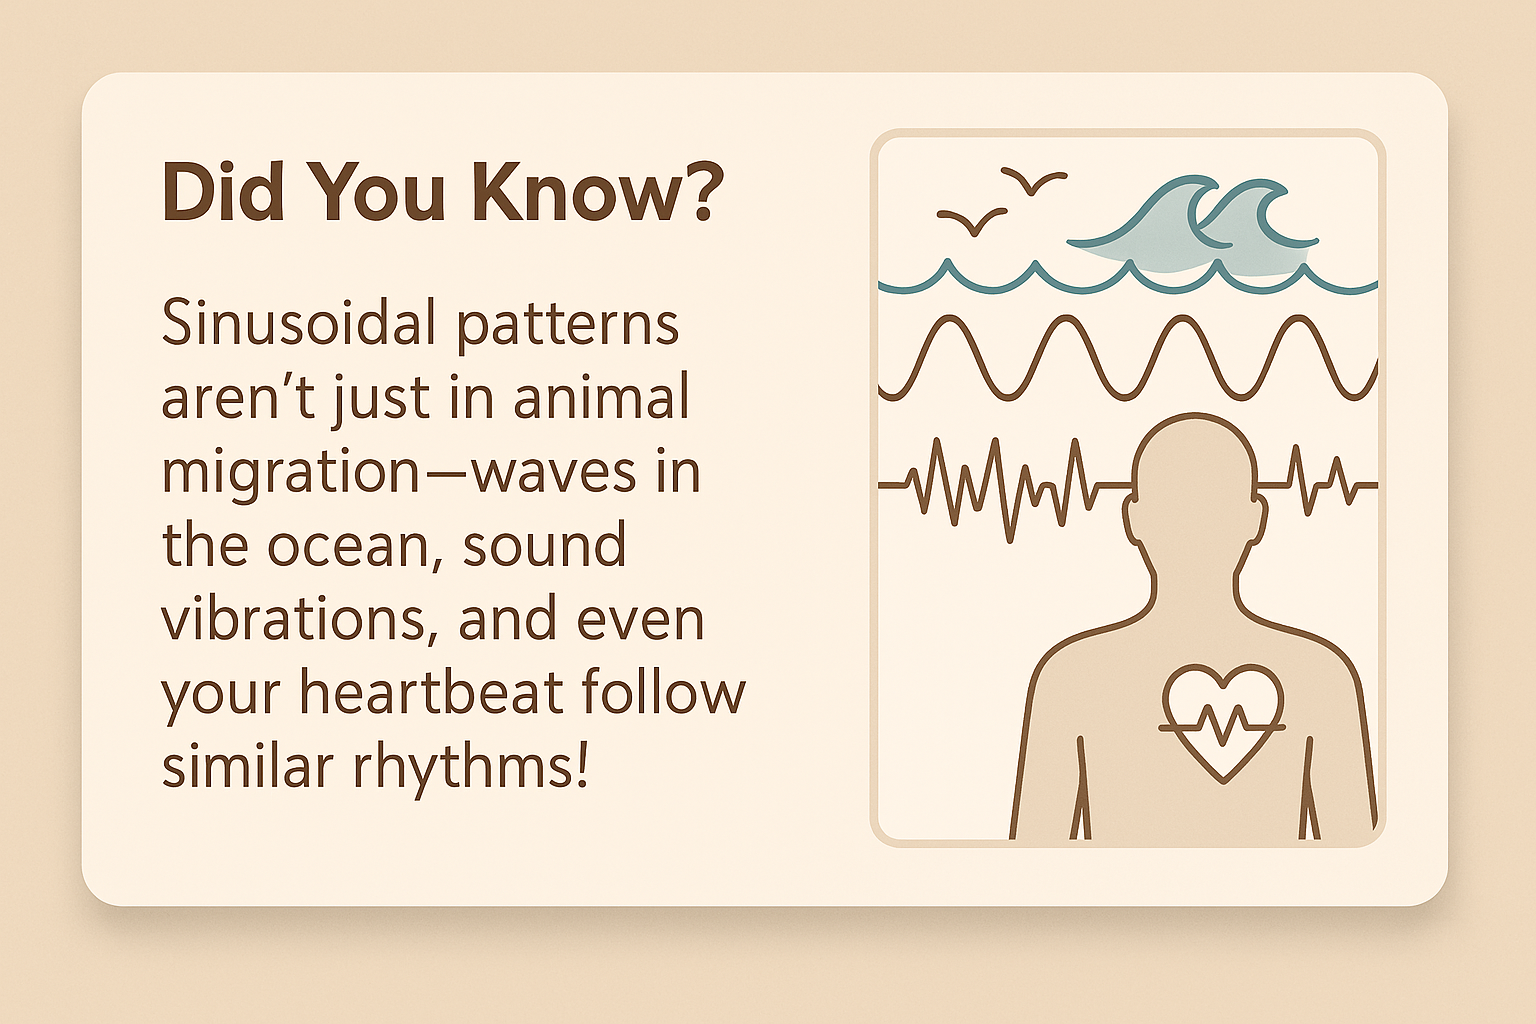 Did You Know?
Sinusoidal patterns
aren’t just in animal
migration—waves in
the ocean, sound
vibrations, and even
your heartbeat follow
similar rhythms!